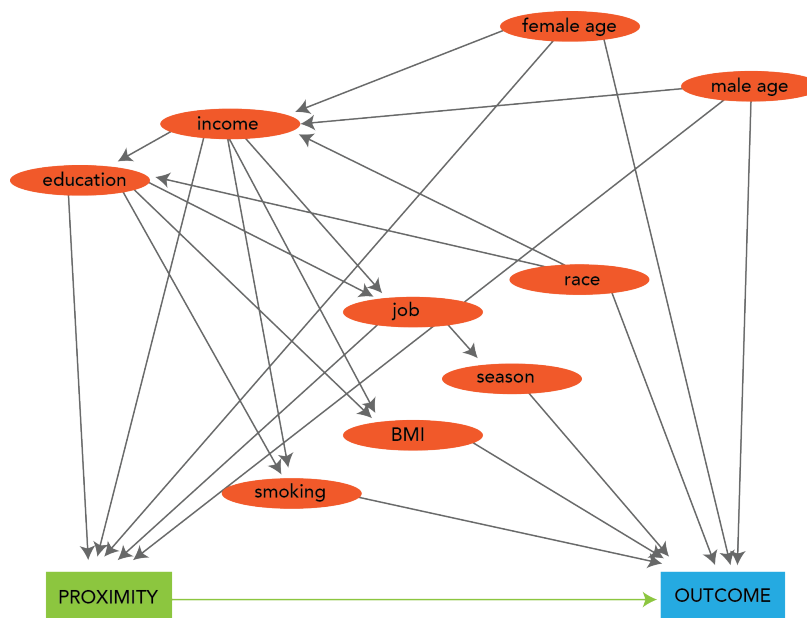 female age
male age
income
education
race
job
season
BMI
smoking
PROXIMITY
OUTCOME